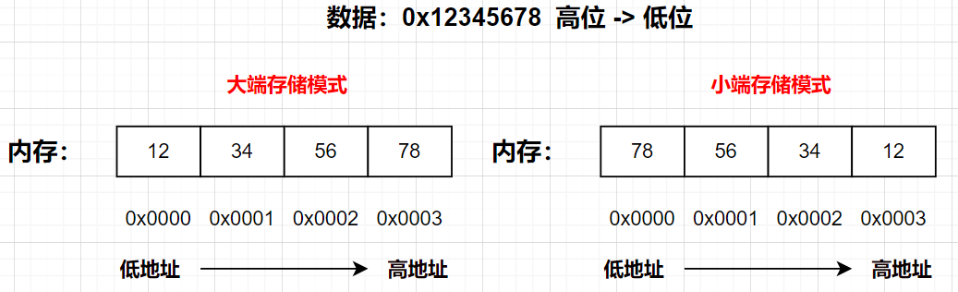 数据：0x12345678 高位 -> 低位
大端存储模式
小端存储模式
内存：
12 34 56 78
内存：
78 56 34 12
0x0000 0x0001 0x0002 0x0003
0x0000 0x0001 0x0002 0x0003
低地址 高地址
低地址 高地址